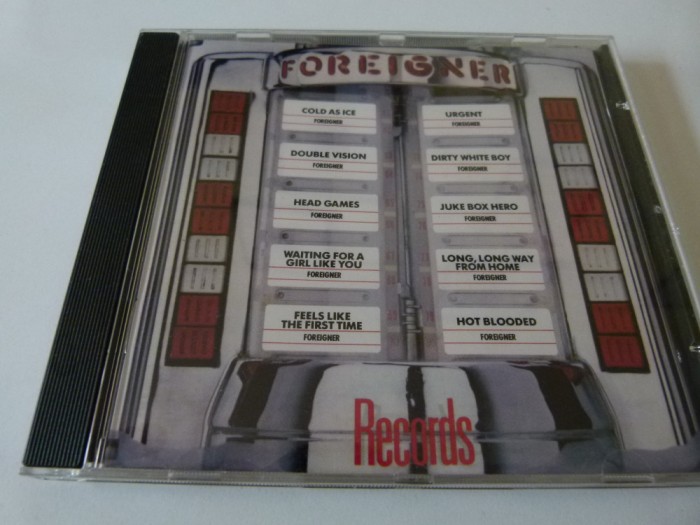 FOREIGNER
COLD AS ICE
FOREIGNER
DOUBLE VISION
FOREIGNER
HEAD GAMES
FOREIGNER
WAITING FOR A
GIRL LIKE YOU
FOREIGNER
FEELS LIKE
THE FIRST TIME
FOREIGNER
URGENT
FOREIGNER
DIRTY WHITE BOY
FOREIGNER
JUKE BOX HERO
FOREIGNER
LONG, LONG WAY
FROM HOME
FOREIGNER
HOT BLOODED
FOREIGNER
Records